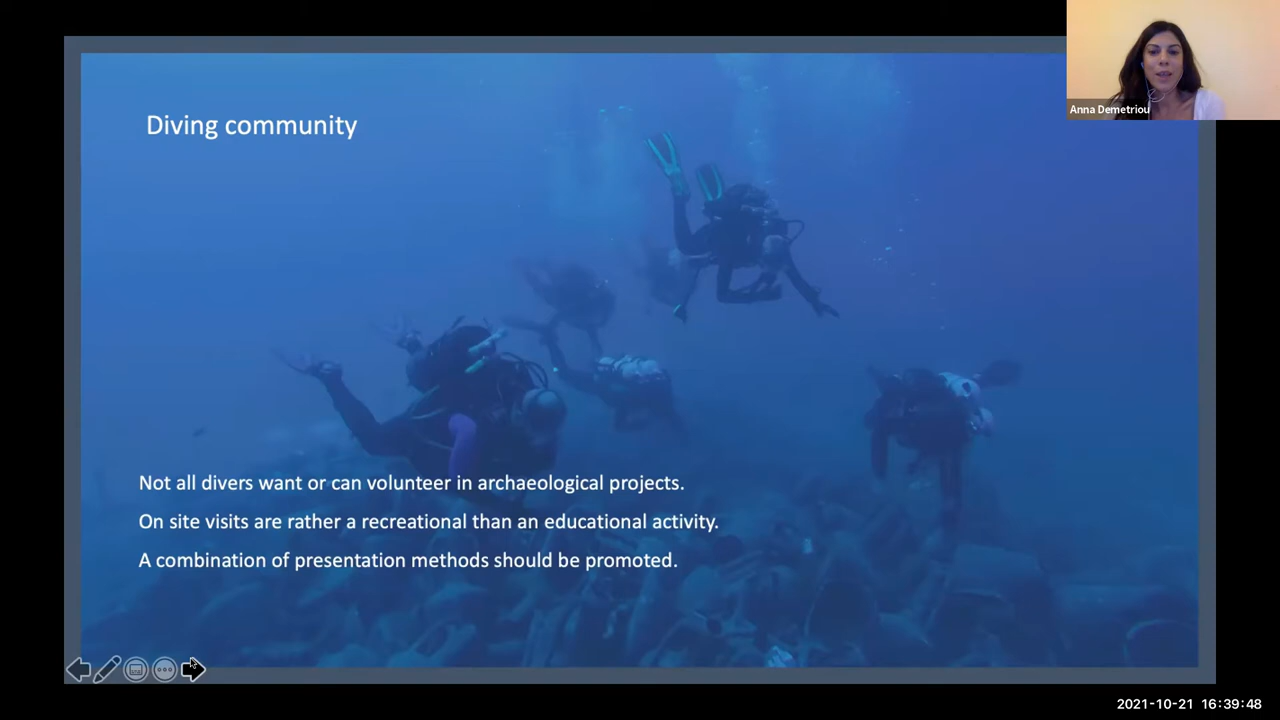 Anna Demetriou
Diving community
Not all divers want or can volunteer in archaeological projects.
On site visits are rather a recreational than an educational activity.
A combination of presentation methods should be promoted.
2021-10-21 16:39:48